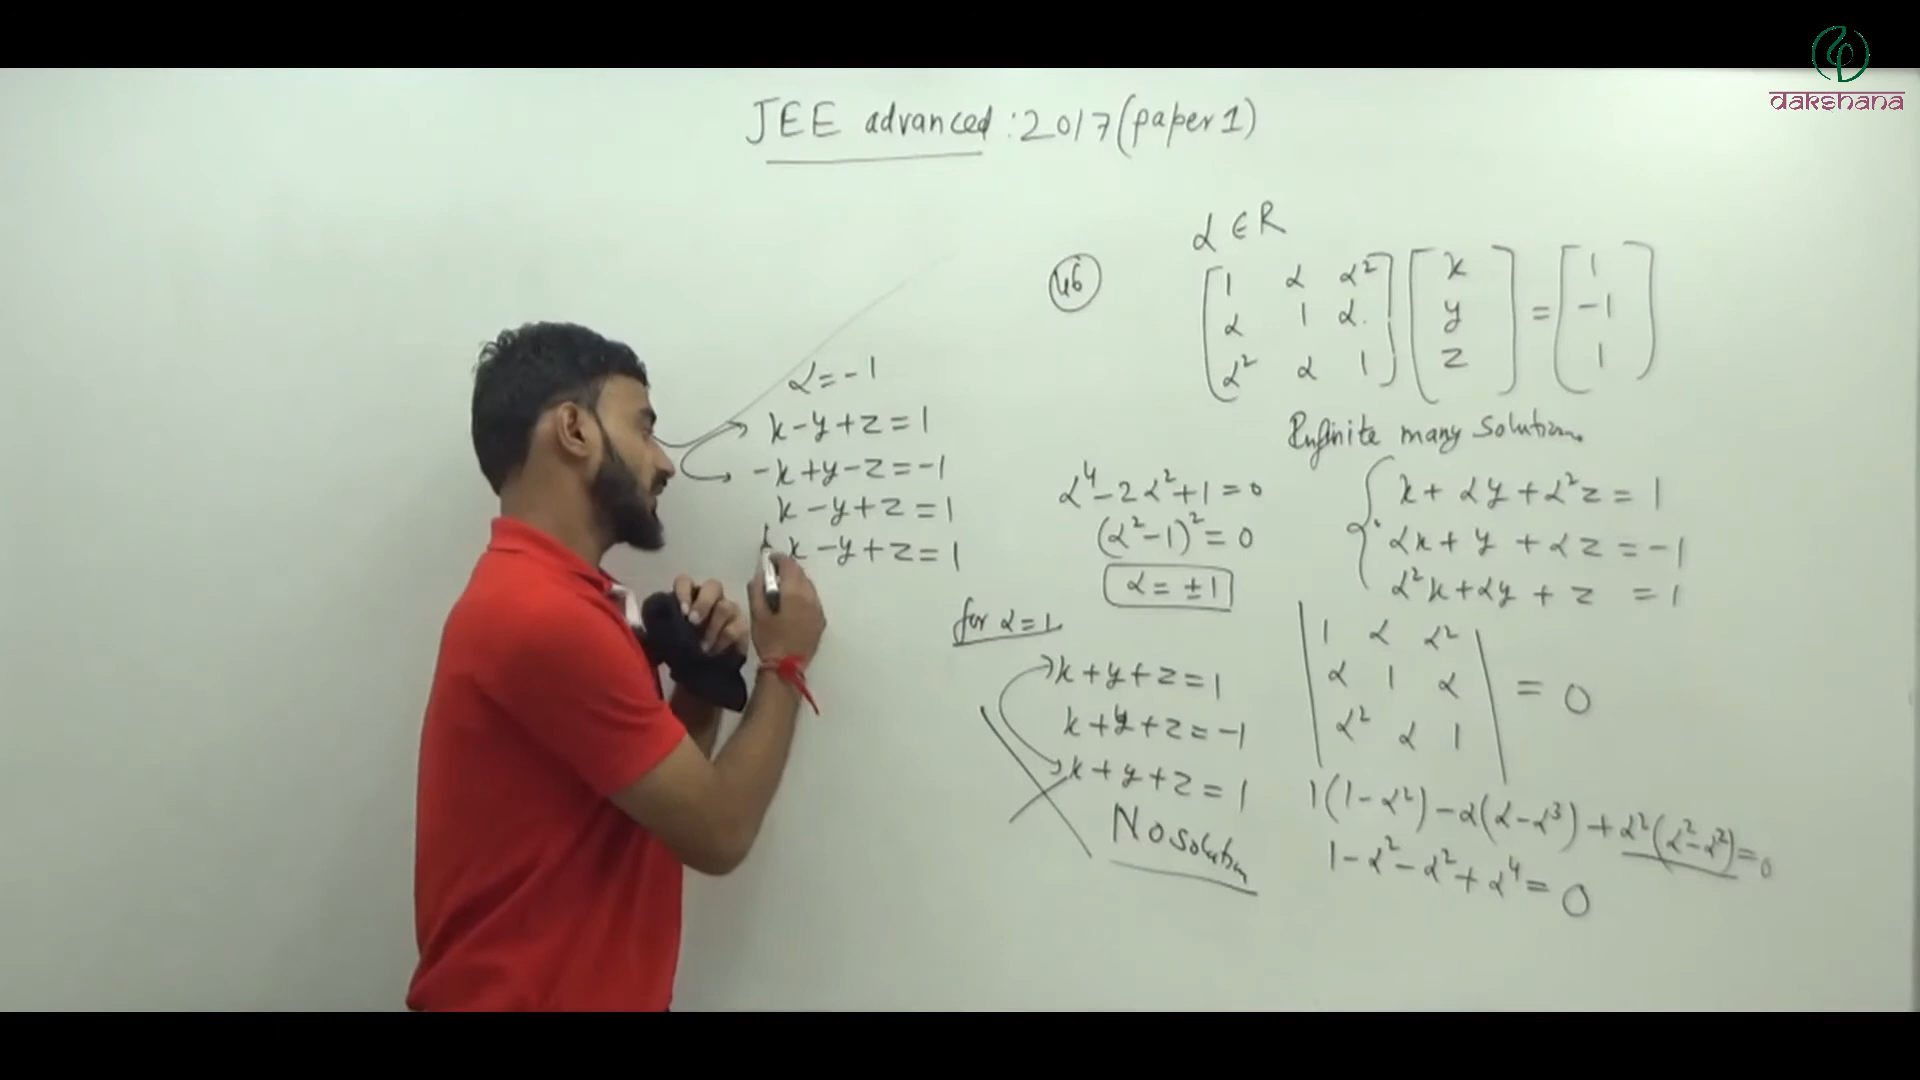 dakshana
JEE advanced : 2017 (paper 1)
46
α ∈ R
[1 α α²] [x] = [1]
[α 1 α] [y] [-1]
[α² α 1] [z] [1]
Infinite many solution.
x + αy + α²z = 1
αx + y + αz = -1
α²x + αy + z = 1
|1 α α²|
|α 1 α| = 0
|α² α 1|
1(1-α²) - α(α-α³) + α²(α²-α²) = 0
1-α²-α²+α⁴ = 0
α⁴-2α²+1=0
(α²-1)²=0
α = ±1
for α=1
x+y+z=1
x+y+z=-1
x+y+z=1
No solution
α=-1
x-y+z=1
-x+y-z=-1
x-y+z=1
x-y+z=1